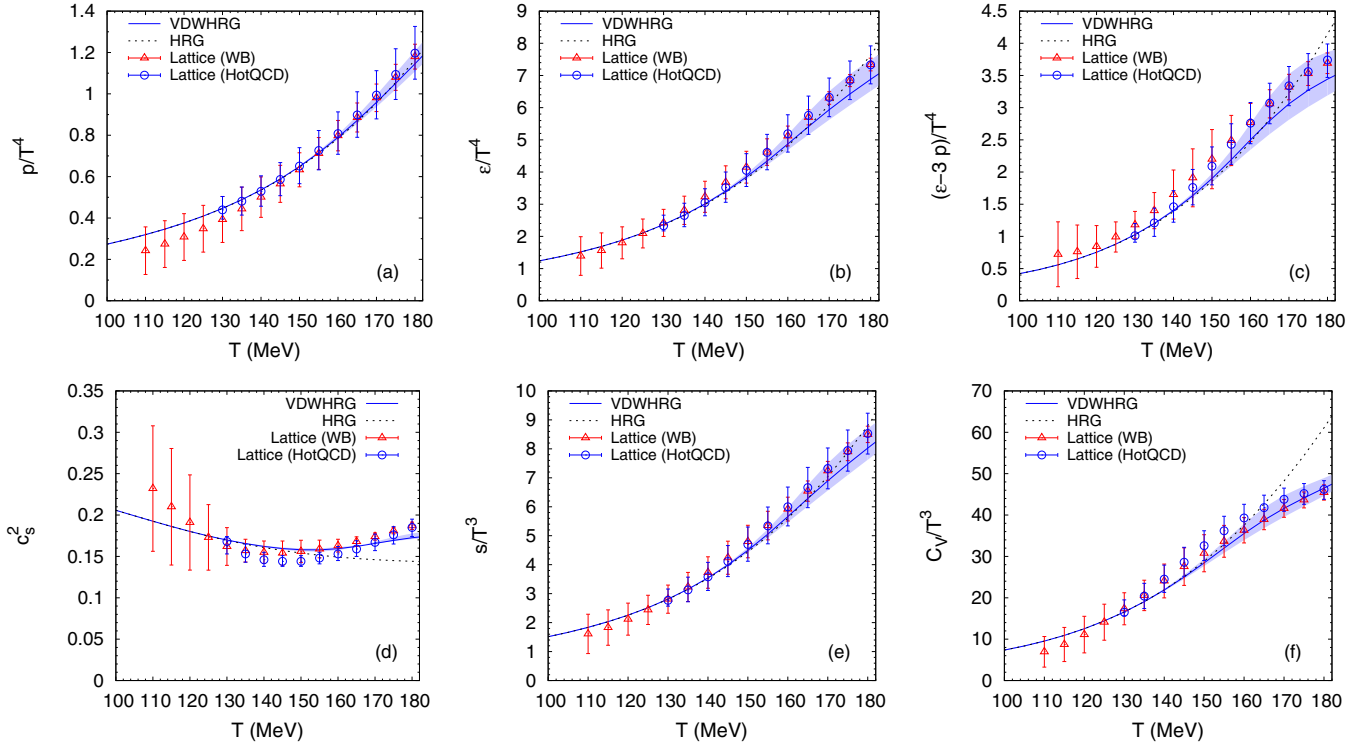 p/T⁴
1.4
1.2
1
0.8
0.6
0.4
0.2
0
VDWHRG
HRG
Lattice (WB)
Lattice (HotQCD)
(a)
100 110 120 130 140 150 160 170 180
T (MeV)
ε/T⁴
9
8
7
6
5
4
3
2
1
0
VDWHRG
HRG
Lattice (WB)
Lattice (HotQCD)
(b)
100 110 120 130 140 150 160 170 180
T (MeV)
(ε−3 p)/T⁴
4.5
4
3.5
3
2.5
2
1.5
1
0.5
0
VDWHRG
HRG
Lattice (WB)
Lattice (HotQCD)
(c)
100 110 120 130 140 150 160 170 180
T (MeV)
c²ₛ
0.35
0.3
0.25
0.2
0.15
0.1
0.05
0
VDWHRG
HRG
Lattice (WB)
Lattice (HotQCD)
(d)
100 110 120 130 140 150 160 170 180
T (MeV)
s/T³
10
9
8
7
6
5
4
3
2
1
0
VDWHRG
HRG
Lattice (WB)
Lattice (HotQCD)
(e)
100 110 120 130 140 150 160 170 180
T (MeV)
C_V/T³
70
60
50
40
30
20
10
0
VDWHRG
HRG
Lattice (WB)
Lattice (HotQCD)
(f)
100 110 120 130 140 150 160 170 180
T (MeV)